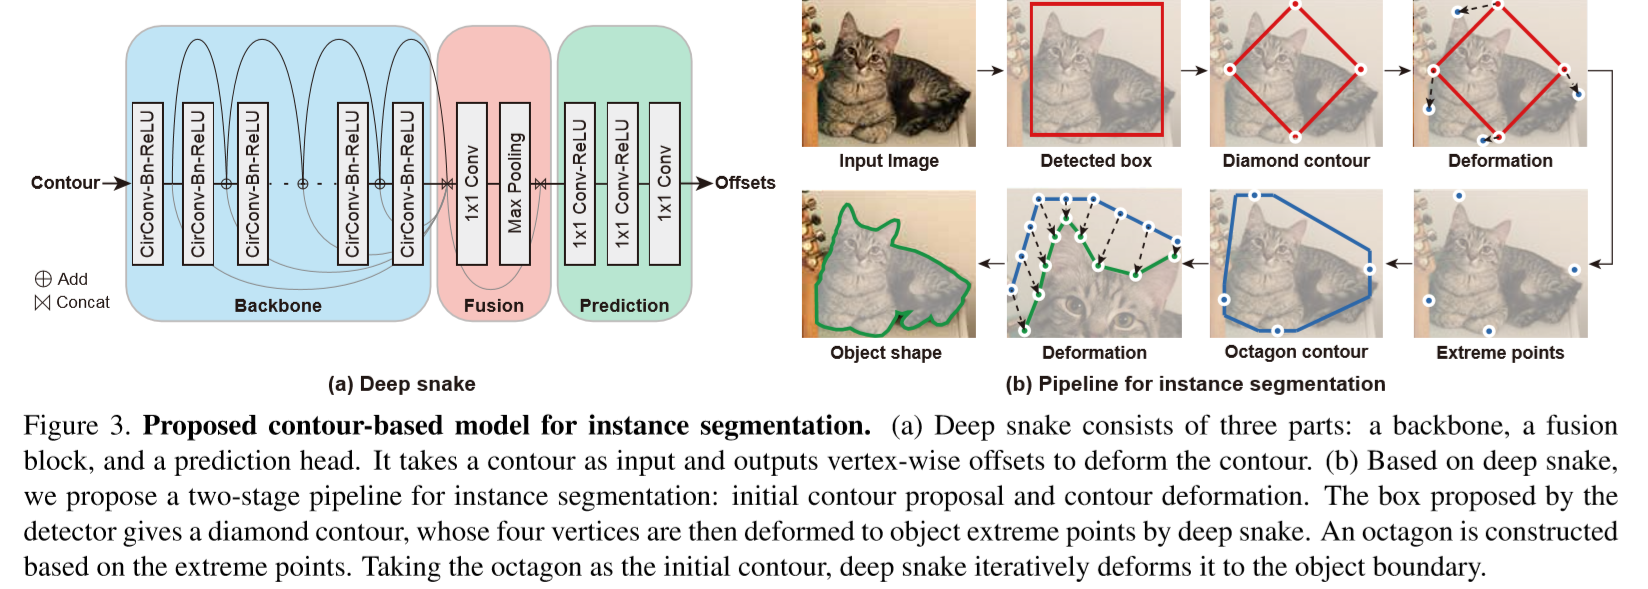 Contour
CirConv-Bn-ReLU
CirConv-Bn-ReLU
CirConv-Bn-ReLU
CirConv-Bn-ReLU
CirConv-Bn-ReLU
1x1 Conv
Max Pooling
1x1 Conv-ReLU
1x1 Conv-ReLU
1x1 Conv
Offsets
Add
Concat
Backbone
Fusion
Prediction
(a) Deep snake
Input Image
Detected box
Diamond contour
Deformation
Object shape
Deformation
Octagon contour
Extreme points
(b) Pipeline for instance segmentation
Figure 3. Proposed contour-based model for instance segmentation. (a) Deep snake consists of three parts: a backbone, a fusion
block, and a prediction head. It takes a contour as input and outputs vertex-wise offsets to deform the contour. (b) Based on deep snake,
we propose a two-stage pipeline for instance segmentation: initial contour proposal and contour deformation. The box proposed by the
detector gives a diamond contour, whose four vertices are then deformed to object extreme points by deep snake. An octagon is constructed
based on the extreme points. Taking the octagon as the initial contour, deep snake iteratively deforms it to the object boundary.